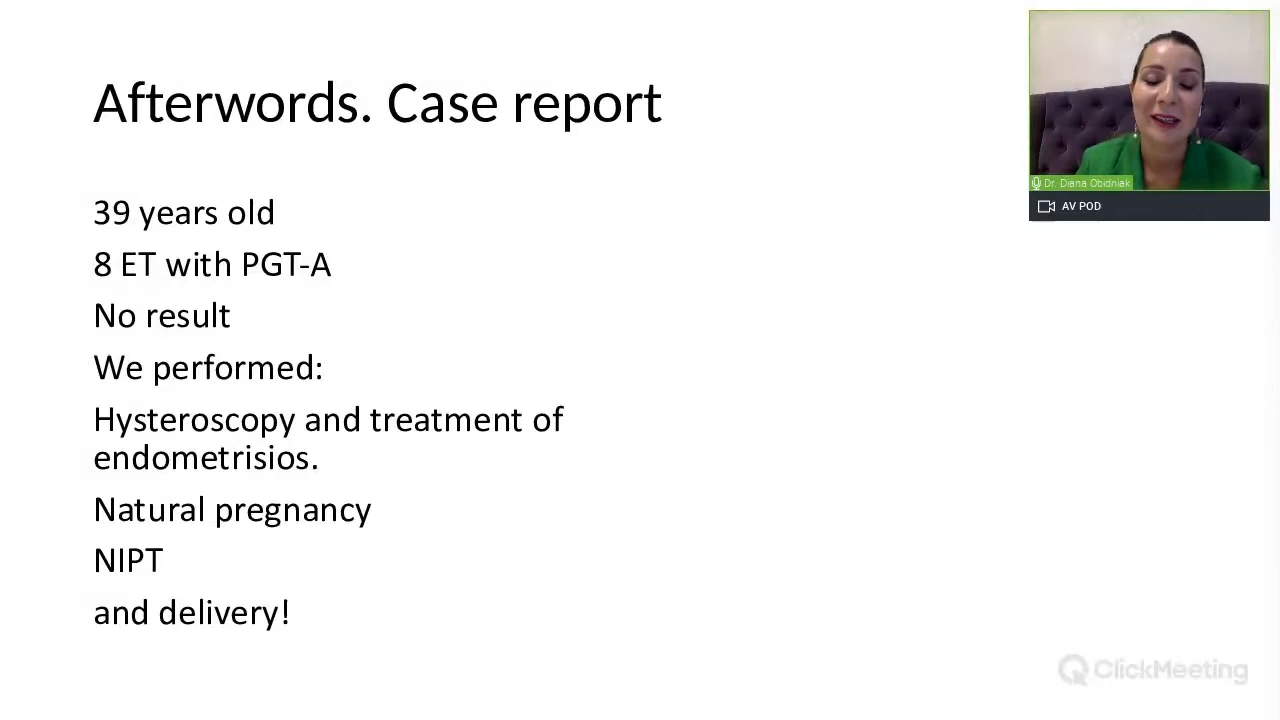 Afterwords. Case report
39 years old
8 ET with PGT-A
No result
We performed:
Hysteroscopy and treatment of
endometrisios.
Natural pregnancy
NIPT
and delivery!
Dr. Diana Obidniak
AV POD
ClickMeeting